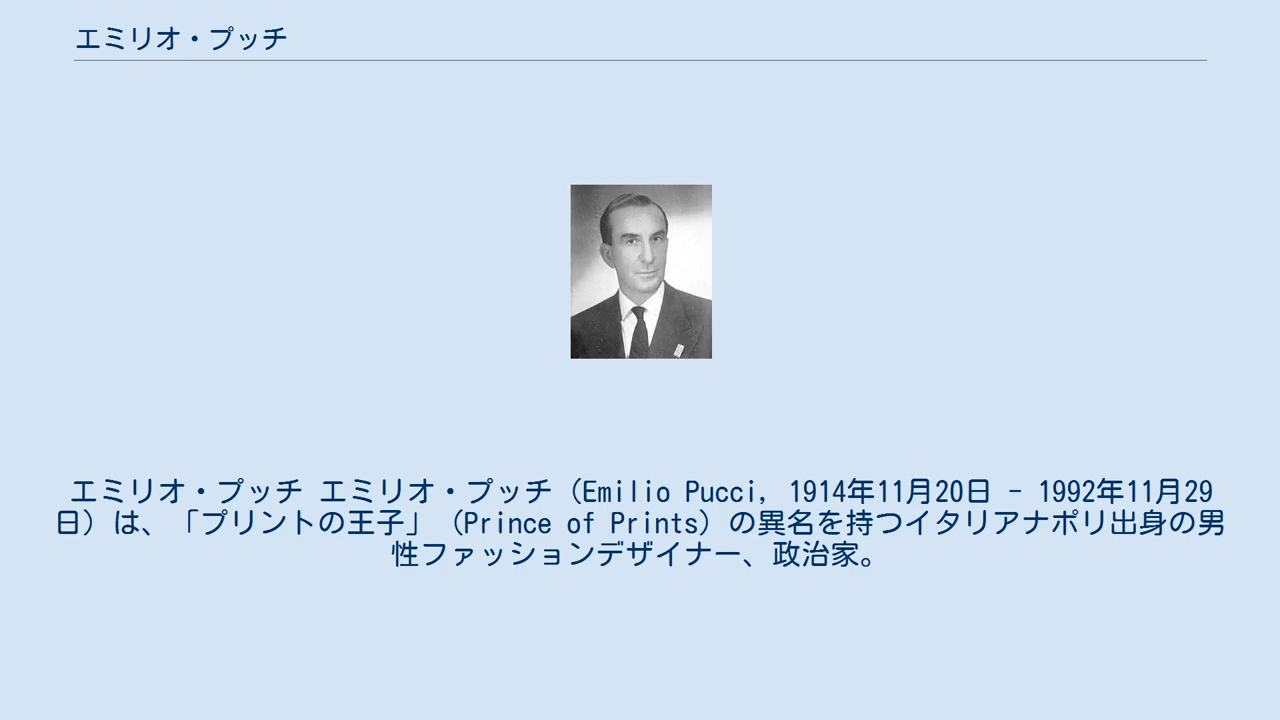 エミリオ・プッチ
エミリオ・プッチ エミリオ・プッチ（Emilio Pucci, 1914年11月20日 - 1992年11月29
日）は、「プリントの王子」（Prince of Prints）の異名を持つイタリアナポリ出身の男
性ファッションデザイナー、政治家。